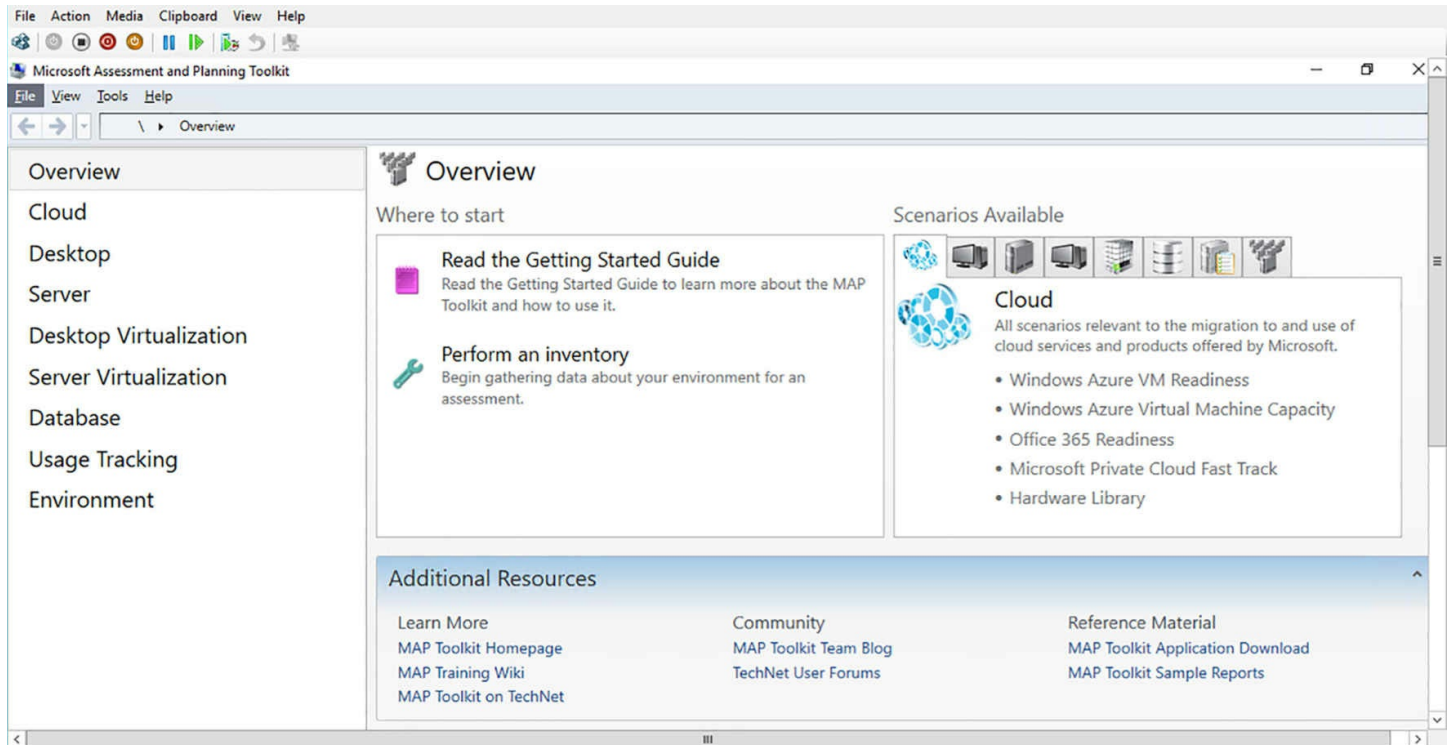 File Action Media Clipboard View Help
Microsoft Assessment and Planning Toolkit
File View Tools Help
\ Overview
Overview
Cloud
Desktop
Server
Desktop Virtualization
Server Virtualization
Database
Usage Tracking
Environment
Overview
Where to start
Read the Getting Started Guide
Read the Getting Started Guide to learn more about the MAP
Toolkit and how to use it.
Perform an inventory
Begin gathering data about your environment for an
assessment.
Scenarios Available
Cloud
All scenarios relevant to the migration to and use of
cloud services and products offered by Microsoft.
• Windows Azure VM Readiness
• Windows Azure Virtual Machine Capacity
• Office 365 Readiness
• Microsoft Private Cloud Fast Track
• Hardware Library
Additional Resources
Learn More
MAP Toolkit Homepage
MAP Training Wiki
MAP Toolkit on TechNet
Community
MAP Toolkit Team Blog
TechNet User Forums
Reference Material
MAP Toolkit Application Download
MAP Toolkit Sample Reports